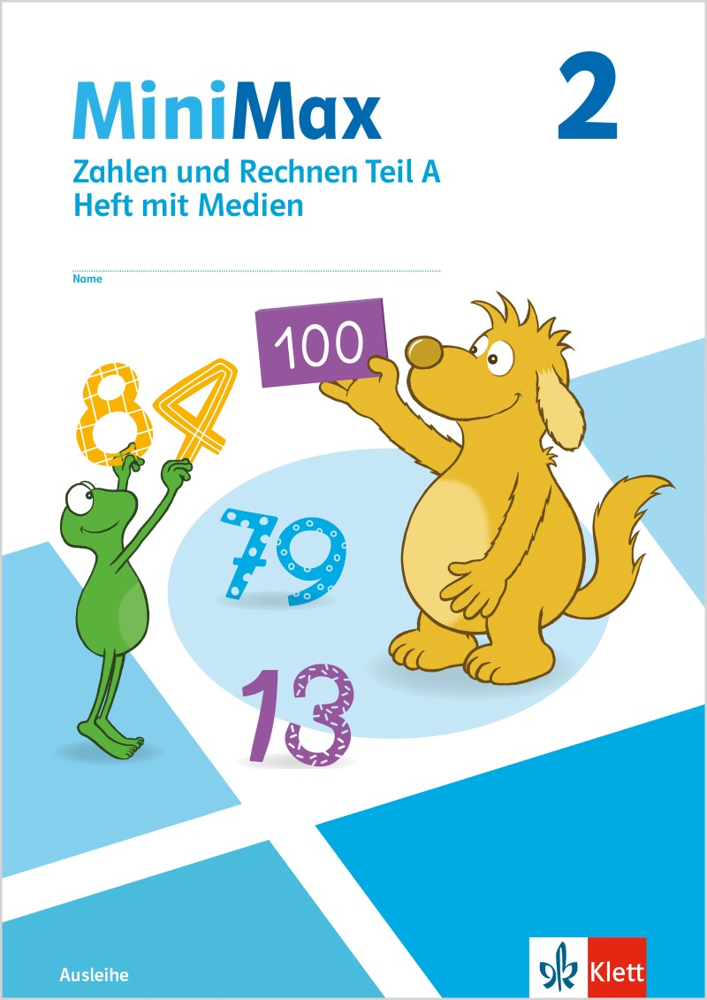 MiniMax 2
Zahlen und Rechnen Teil A
Heft mit Medien
Name
100
84
79
13
Ausleihe
Klett